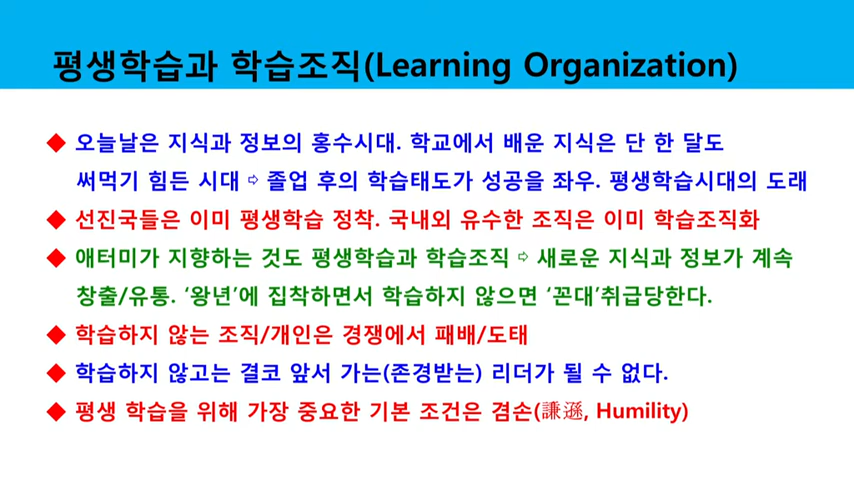 평생학습과 학습조직(Learning Organization)
◆ 오늘날은 지식과 정보의 홍수시대. 학교에서 배운 지식은 단 한 달도
써먹기 힘든 시대 ⇨ 졸업 후의 학습태도가 성공을 좌우. 평생학습시대의 도래
◆ 선진국들은 이미 평생학습 정착. 국내외 유수한 조직은 이미 학습조직화
◆ 애터미가 지향하는 것도 평생학습과 학습조직 ⇨ 새로운 지식과 정보가 계속
창출/유통. ‘왕년’에 집착하면서 학습하지 않으면 ‘꼰대’취급당한다.
◆ 학습하지 않는 조직/개인은 경쟁에서 패배/도태
◆ 학습하지 않고는 결코 앞서 가는(존경받는) 리더가 될 수 없다.
◆ 평생 학습을 위해 가장 중요한 기본 조건은 겸손(謙遜, Humility)